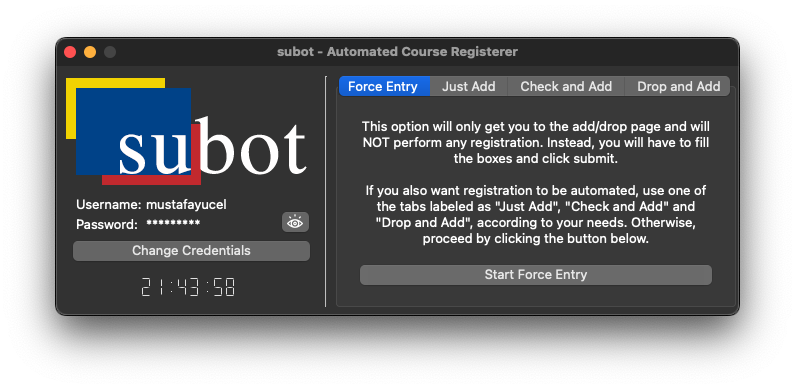 subot - Automated Course Registerer
subot
Username: mustafayucel
Password: *********
Change Credentials
21:43:58
Force Entry
Just Add
Check and Add
Drop and Add
This option will only get you to the add/drop page and will
NOT perform any registration. Instead, you will have to fill
the boxes and click submit.
If you also want registration to be automated, use one of
the tabs labeled as "Just Add", "Check and Add" and
"Drop and Add", according to your needs. Otherwise,
proceed by clicking the button below.
Start Force Entry